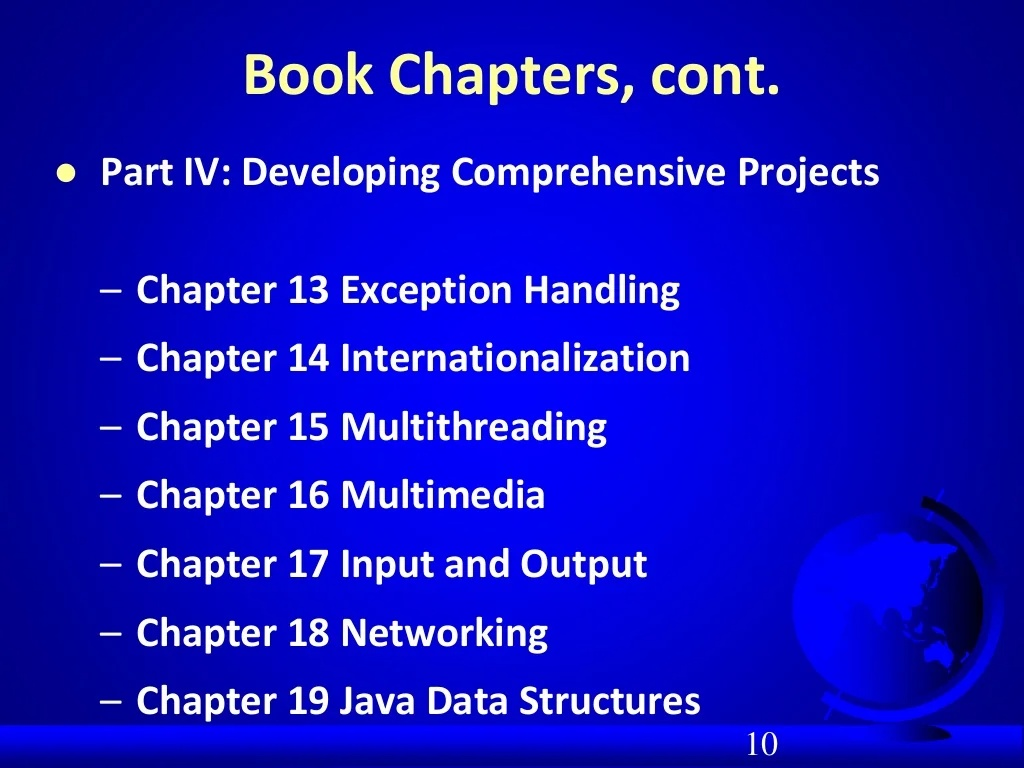 Book Chapters, cont.
● Part IV: Developing Comprehensive Projects
– Chapter 13 Exception Handling
– Chapter 14 Internationalization
– Chapter 15 Multithreading
– Chapter 16 Multimedia
– Chapter 17 Input and Output
– Chapter 18 Networking
– Chapter 19 Java Data Structures
10